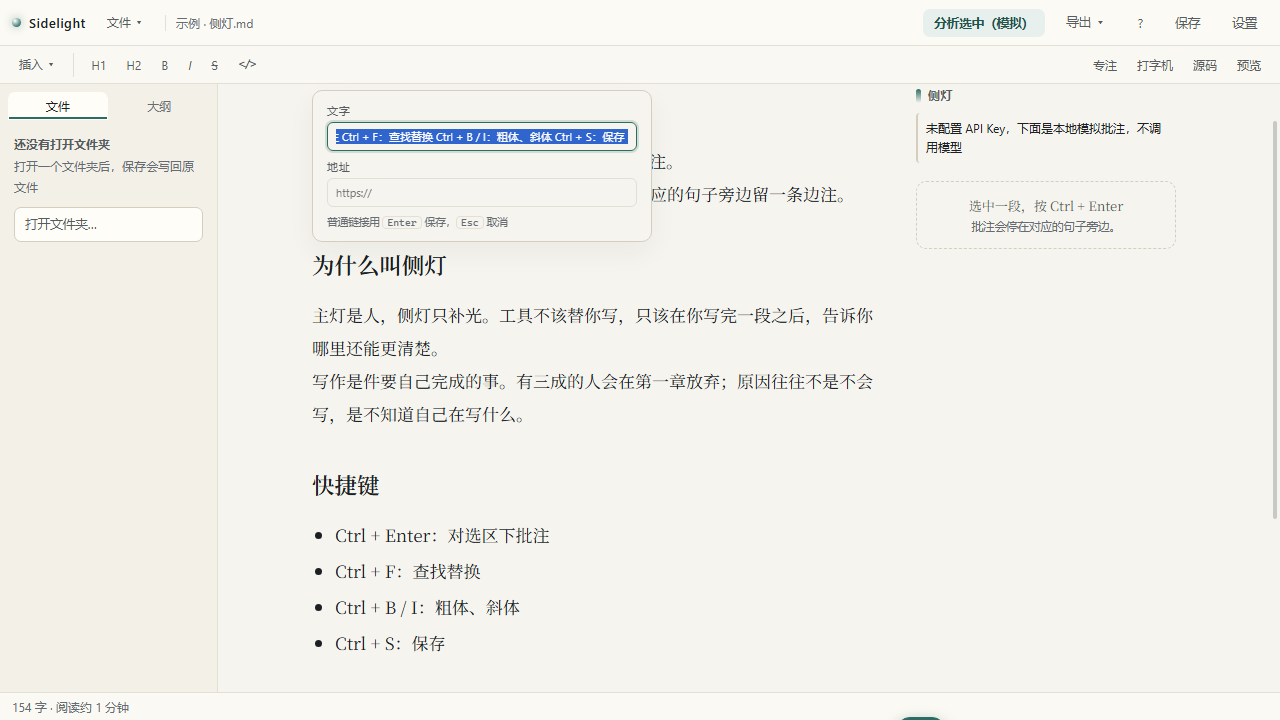 Sidelight 文件 示例 · 侧灯.md 分析选中（模拟） 导出 ? 保存 设置
插入 H1 H2 B I S </> 专注 打字机 源码 预览
文件 大纲
还没有打开文件夹
打开一个文件夹后，保存会写回原
文件
打开文件夹...
文字
Ctrl + F：查找替换 Ctrl + B / I：粗体、斜体 Ctrl + S：保存
地址
https://
普通链接用 Enter 保存，Esc 取消
注。
应的句子旁边留一条边注。
为什么叫侧灯
主灯是人，侧灯只补光。工具不该替你写，只该在你写完一段之后，告诉你
哪里还能更清楚。
写作是件要自己完成的事。有三成的人会在第一章放弃；原因往往不是不会
写，是不知道自己在写什么。
快捷键
Ctrl + Enter：对选区下批注
Ctrl + F：查找替换
Ctrl + B / I：粗体、斜体
Ctrl + S：保存
侧灯
未配置 API Key，下面是本地模拟批注，不调
用模型
选中一段，按 Ctrl + Enter
批注会停在对应的句子旁边。
154 字 · 阅读约 1 分钟